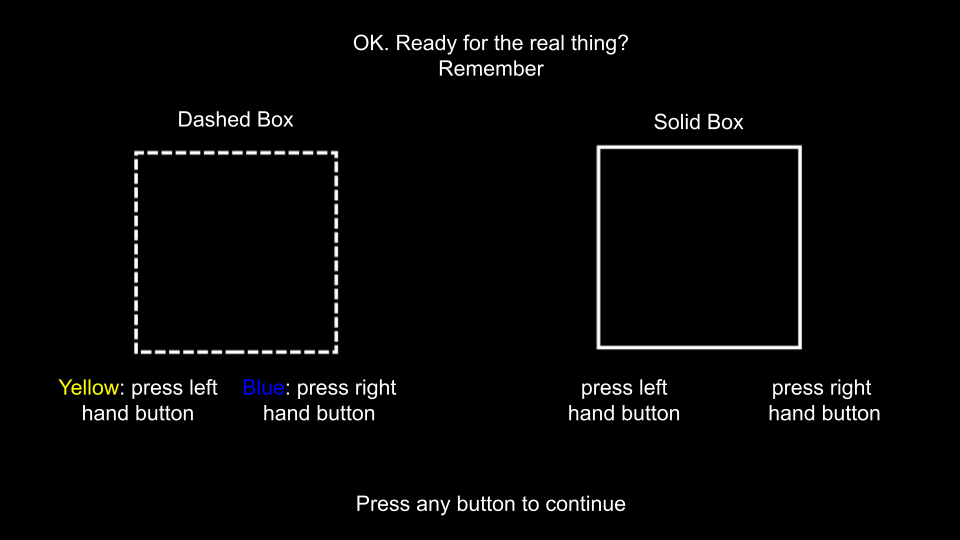 OK. Ready for the real thing?
Remember
Dashed Box
Solid Box
Yellow: press left
hand button
Blue: press right
hand button
press left
hand button
press right
hand button
Press any button to continue